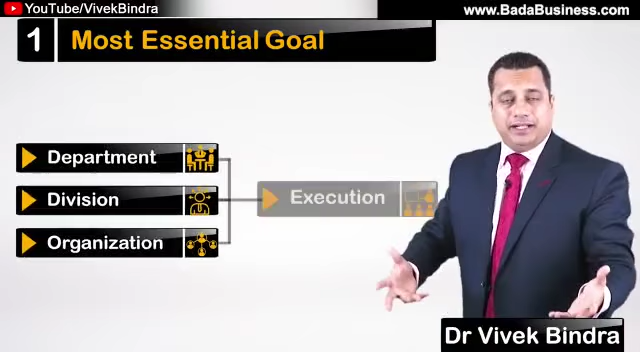 YouTube/VivekBindra
www.BadaBusiness.com
1 Most Essential Goal
Department
Division
Execution
Organization
Dr Vivek Bindra